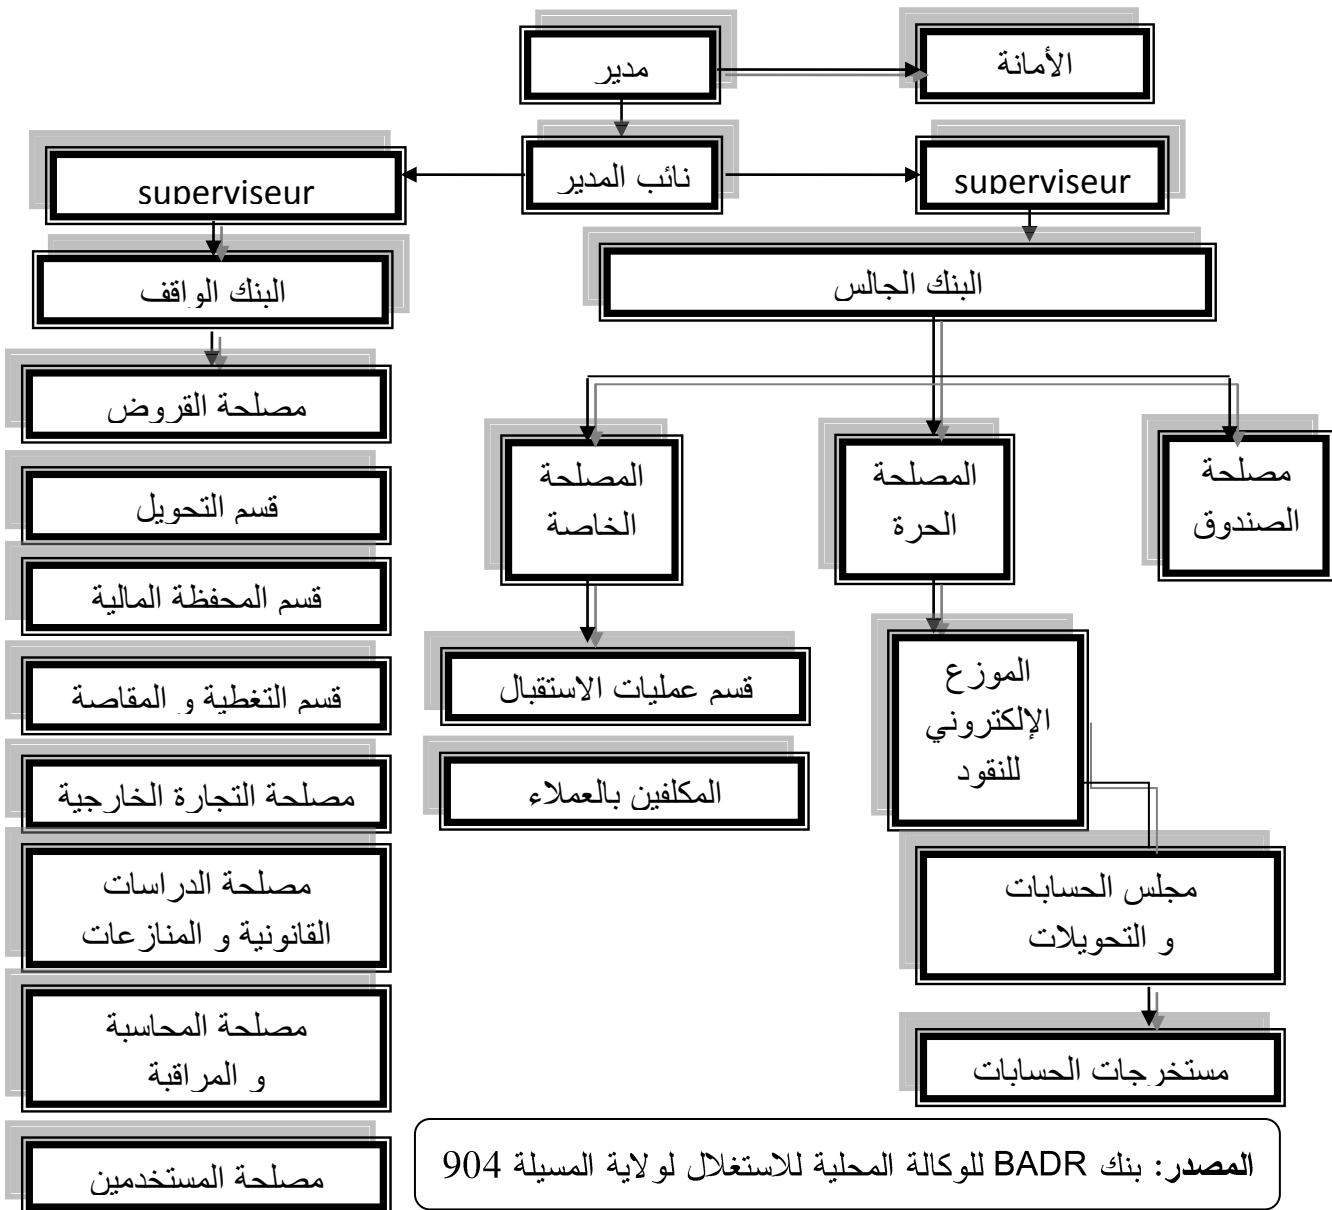 الأمانة
مدير
superviseur
نائب المدير
superviseur
البنك الجالس
البنك الواقف
مصلحة
الصندوق
المصلحة
الحرة
المصلحة
الخاصة
الموزع
الإلكتروني
للنقود
مجلس الحسابات
و التحويلات
مستخرجات الحسابات
قسم عمليات الاستقبال
المكلفين بالعملاء
مصلحة القروض
قسم التحويل
قسم المحفظة المالية
قسم التغطية و المقاصة
مصلحة التجارة الخارجية
مصلحة الدراسات
القانونية و المنازعات
مصلحة المحاسبة
و المراقبة
مصلحة المستخدمين
المصدر: بنك BADR للوكالة المحلية للاستغلال لولاية المسيلة 904